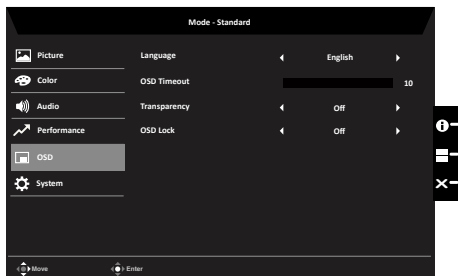 Mode - Standard
Picture
Language
English
Color
OSD Timeout
10
Audio
Transparency
Off
Performance
OSD Lock
Off
OSD
System
Move
Enter